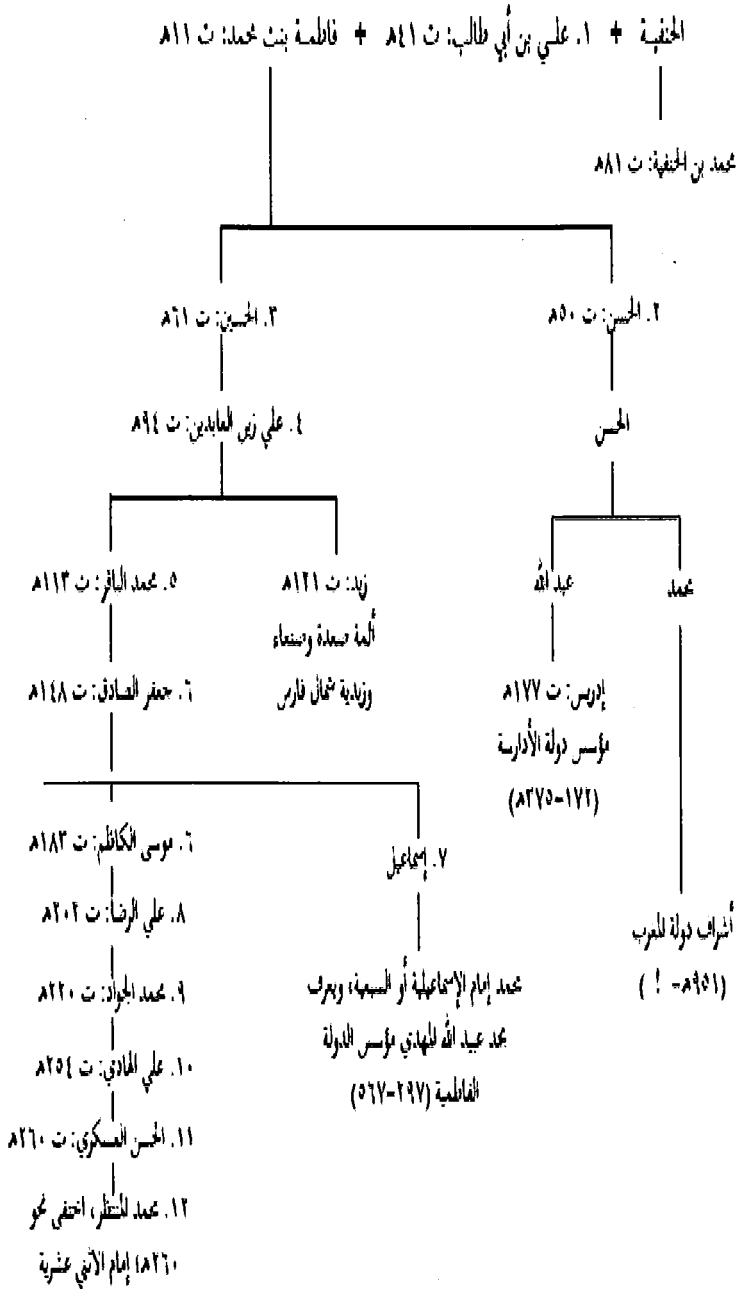 الحنفية + ١. علي بن أبي طالب: ت ٤١هـ + فاطمة بنت محمد: ت ١١هـ
محمد بن الحنفية: ت ٨١هـ
٢. الحسن: ت ٥٠هـ
٣. الحسين: ت ٦١هـ
الحسن
٤. علي زين العابدين: ت ٩٤هـ
محمد
عبد الله
زيد: ت ١٢١هـ
أئمة صعدة وصنعاء
وزيدية شمال فارس
٥. محمد الباقر: ت ١١٣هـ
إدريس: ت ١٧٧هـ
مؤسس دولة الأدارسة
(١٧٢-٣٧٥هـ)
٦. جعفر الصادق: ت ١٤٨هـ
أشراف دولة المغرب
(٩٥١هـ- ! )
٧. إسماعيل
محمد إمام الإسماعيلية أو السبعية، ويعرف
بجد عبيد الله المهدي مؤسس الدولة
الفاطمية (٢٩٧-٥٦٧)
٦. موسى الكاظم: ت ١٨٣هـ
٨. علي الرضا: ت ٢٠٢هـ
٩. محمد الجواد: ت ٢٢٠هـ
١٠. علي الهادي: ت ٢٥٤هـ
١١. الحسن العسكري: ت ٢٦٠هـ
١٢. محمد المنتظر، اختفى نحو
٢٦٠هـ؛ إمام الاثني عشرية